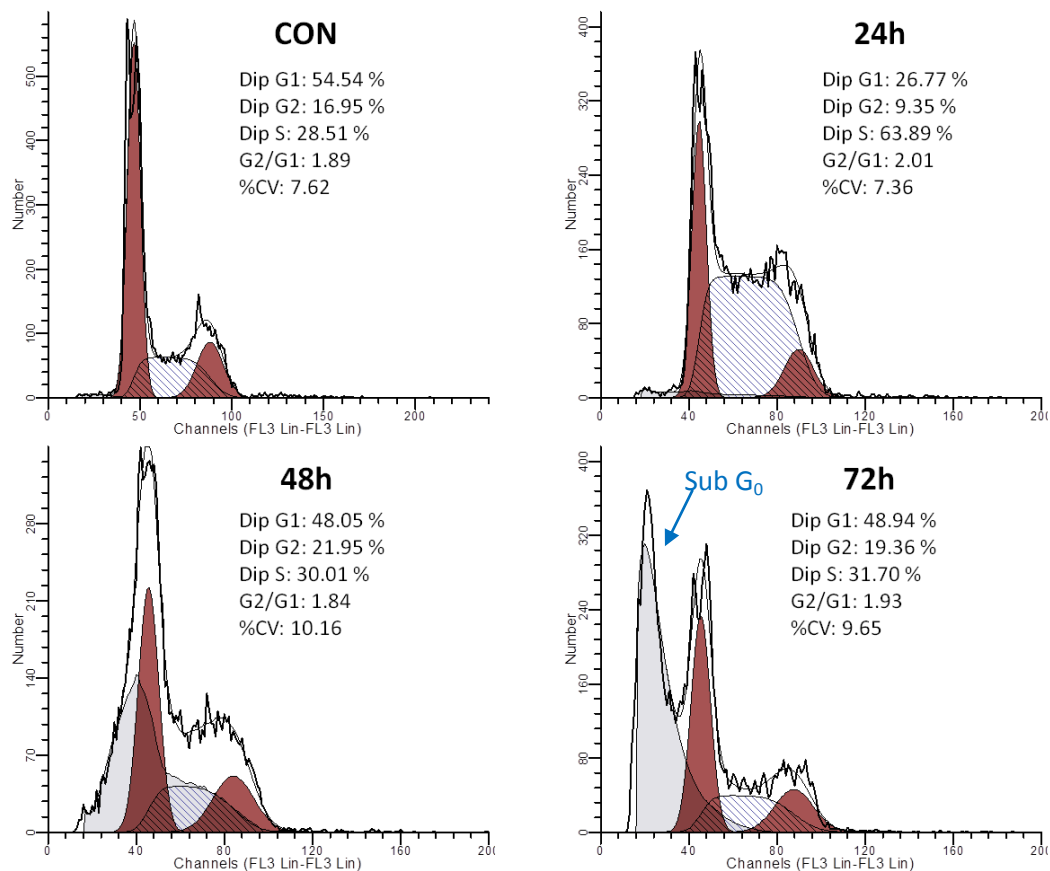 CON
Dip G1: 54.54 %
Dip G2: 16.95 %
Dip S: 28.51 %
G2/G1: 1.89
%CV: 7.62
Number
0
100
200
300
400
500
0
50
100
150
200
Channels (FL3 Lin-FL3 Lin)
24h
Dip G1: 26.77 %
Dip G2: 9.35 %
Dip S: 63.89 %
G2/G1: 2.01
%CV: 7.36
Number
0
80
160
240
320
400
0
40
80
120
160
200
Channels (FL3 Lin-FL3 Lin)
48h
Dip G1: 48.05 %
Dip G2: 21.95 %
Dip S: 30.01 %
G2/G1: 1.84
%CV: 10.16
Number
0
70
140
210
280
0
40
80
120
160
20
Channels (FL3 Lin-FL3 Lin)
72h
Sub G₀
Dip G1: 48.94 %
Dip G2: 19.36 %
Dip S: 31.70 %
G2/G1: 1.93
%CV: 9.65
Number
0
80
160
240
320
400
0
40
80
120
160
200
Channels (FL3 Lin-FL3 Lin)